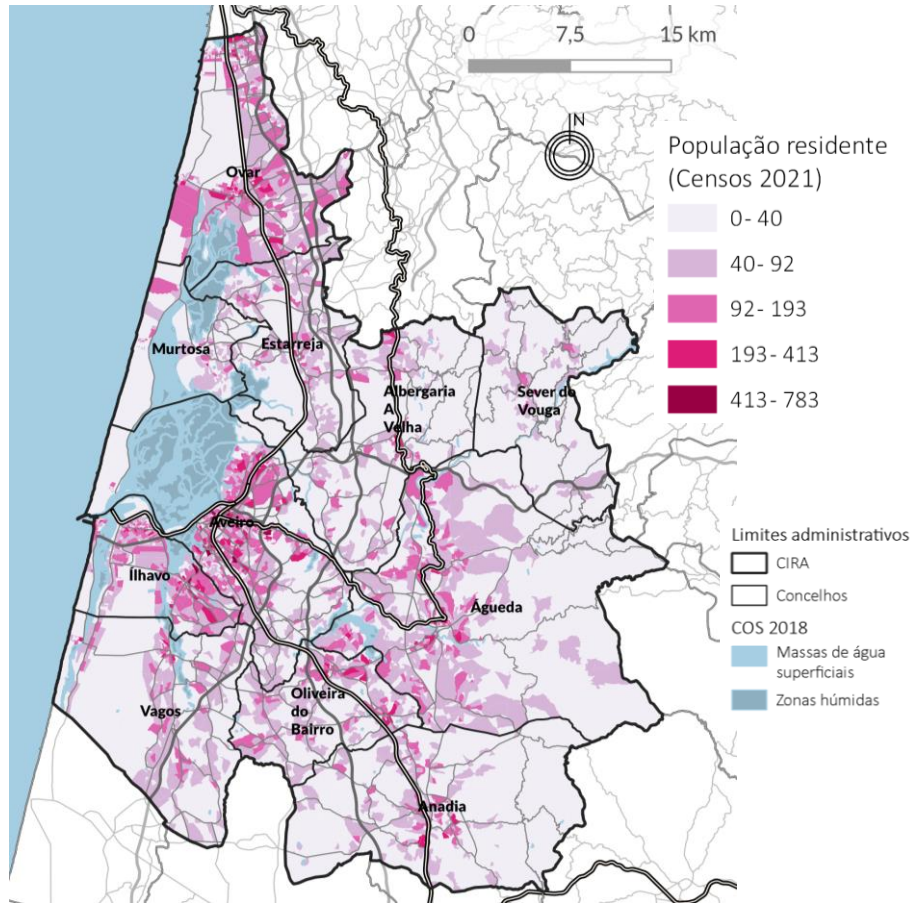 0 7,5 15 km
N
População residente
(Censos 2021)
0 - 40
40 - 92
92 - 193
193 - 413
413 - 783
Ovar
Murtosa
Estarreja
Albergaria
A
Velha
Sever do
Vouga
Aveiro
Ílhavo
Águeda
Vagos
Oliveira
do
Bairro
Anadia
Limites administrativos
CIRA
Concelhos
COS 2018
Massas de água
superficiais
Zonas húmidas